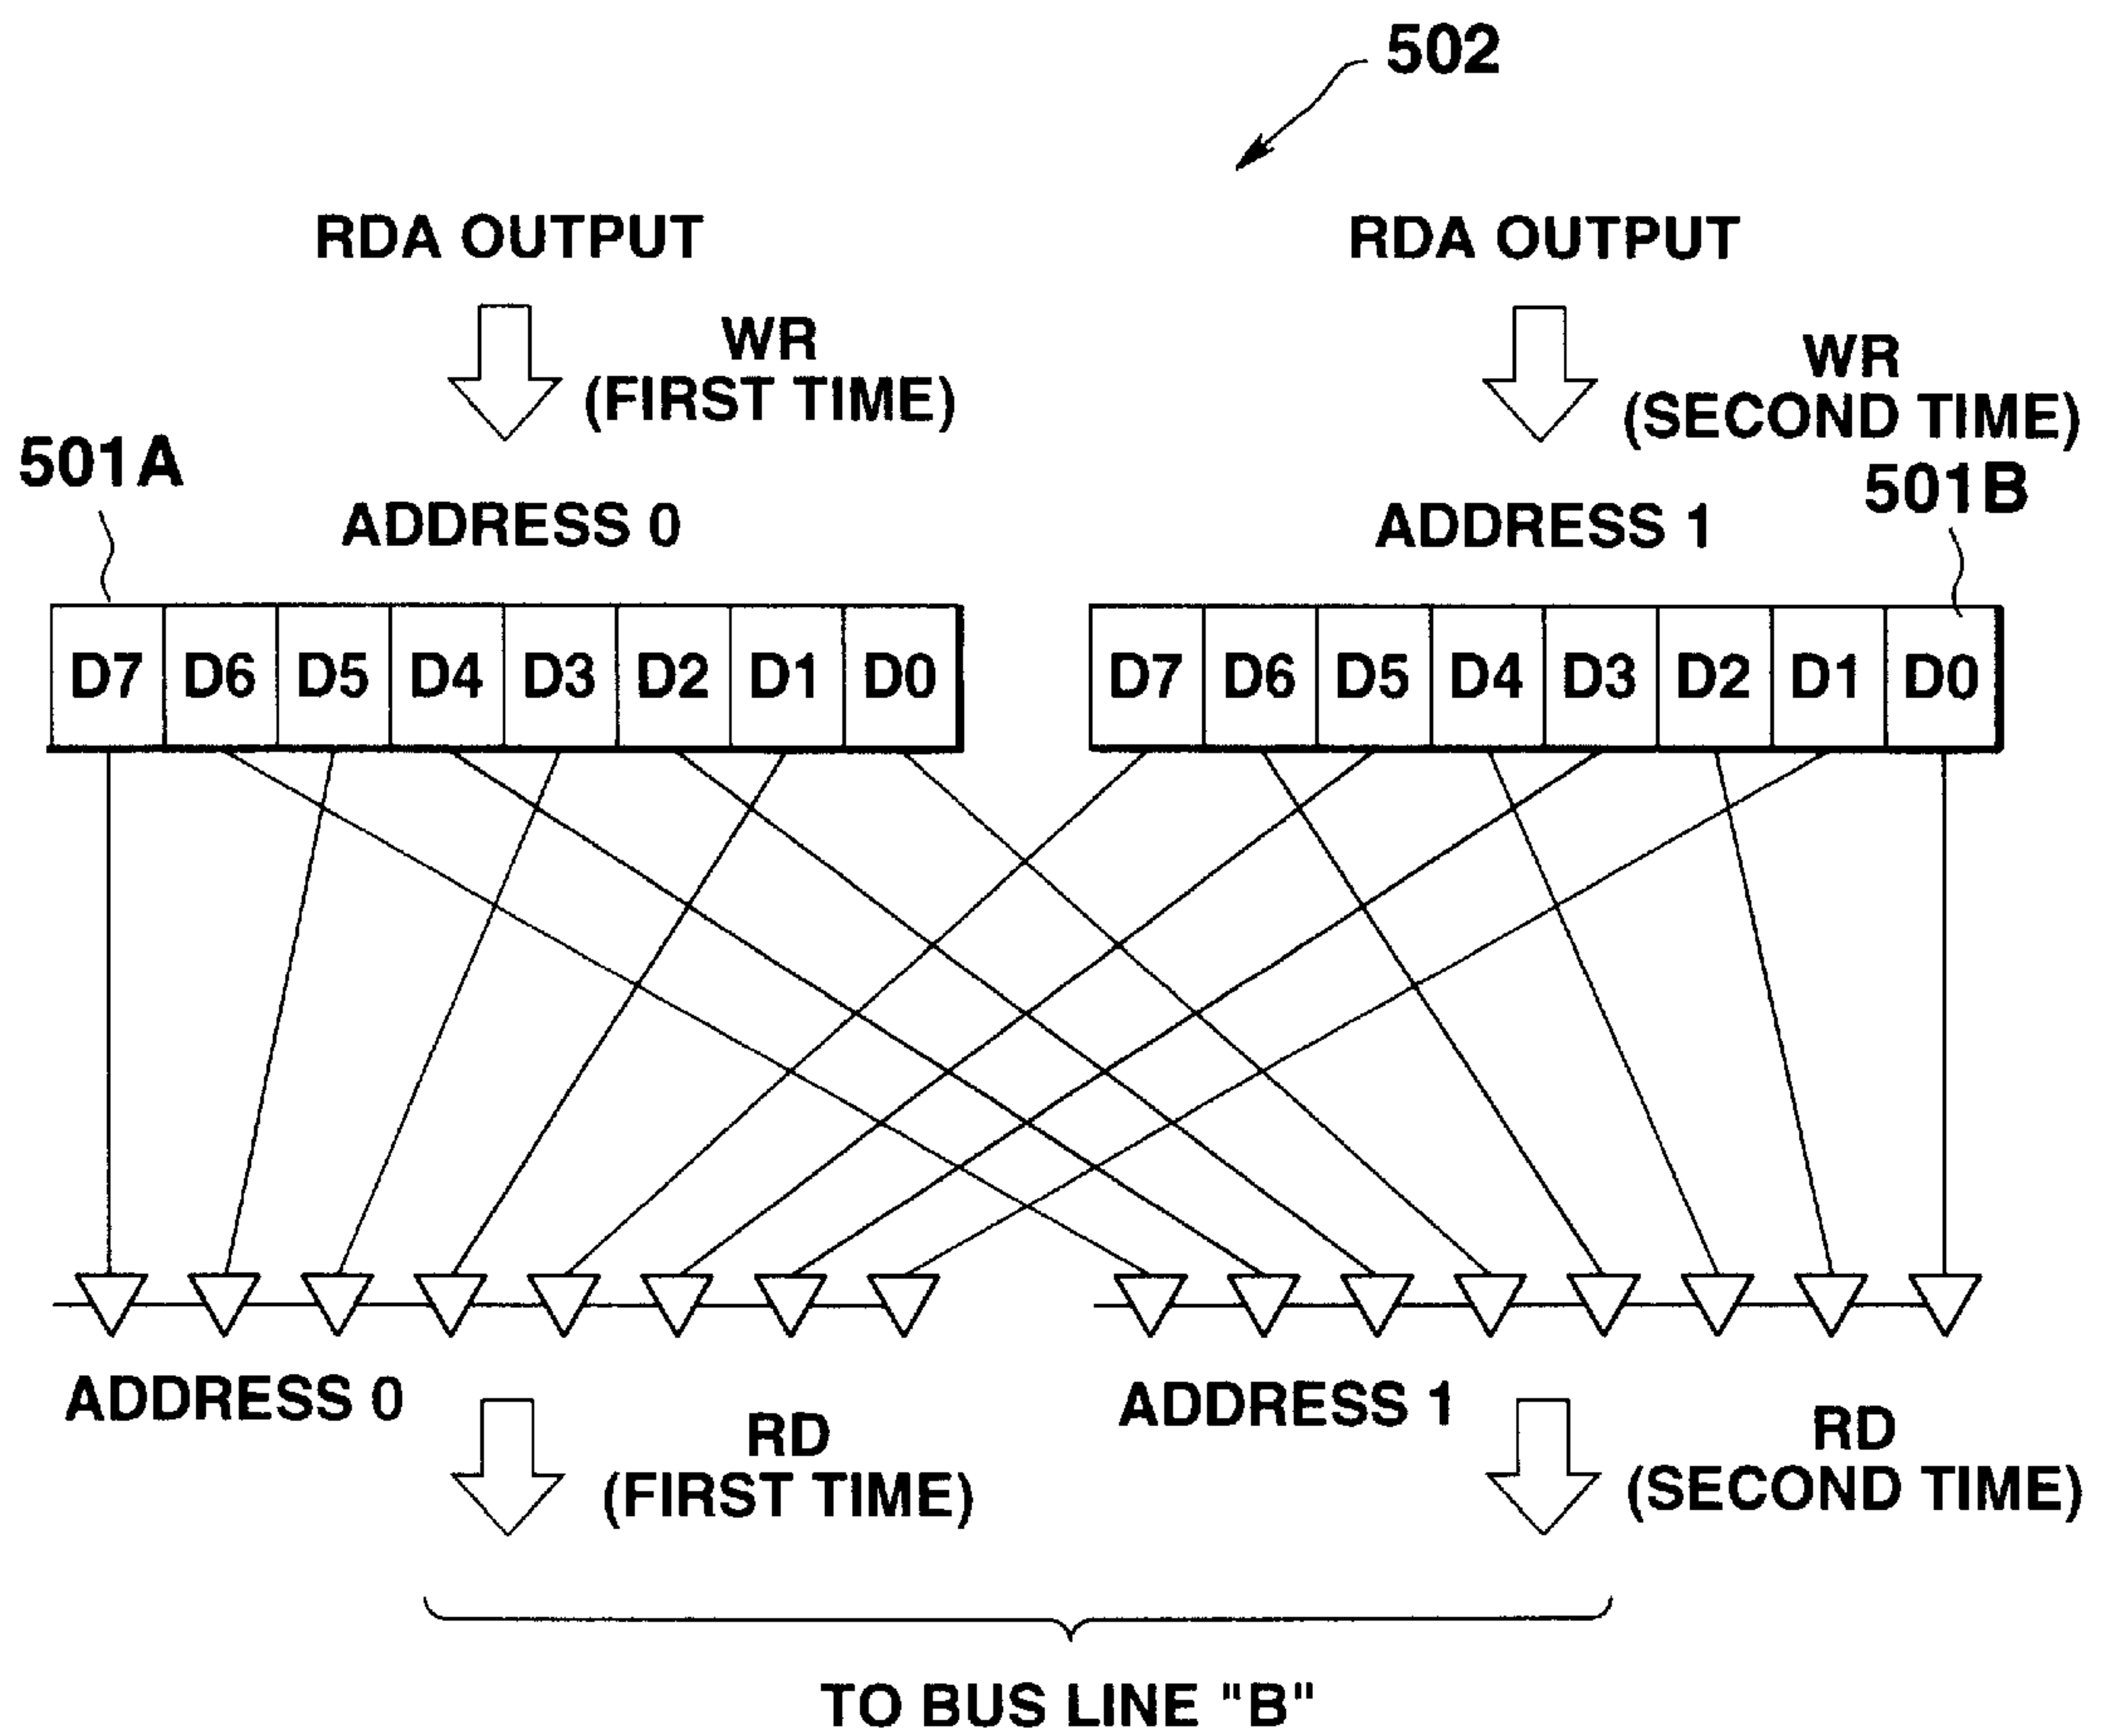 502
RDA OUTPUT
RDA OUTPUT
WR
(FIRST TIME)
WR
(SECOND TIME)
501A
501B
ADDRESS 0
ADDRESS 1
D7 D6 D5 D4 D3 D2 D1 D0
D7 D6 D5 D4 D3 D2 D1 D0
ADDRESS 0
RD
(FIRST TIME)
ADDRESS 1
RD
(SECOND TIME)
TO BUS LINE "B"